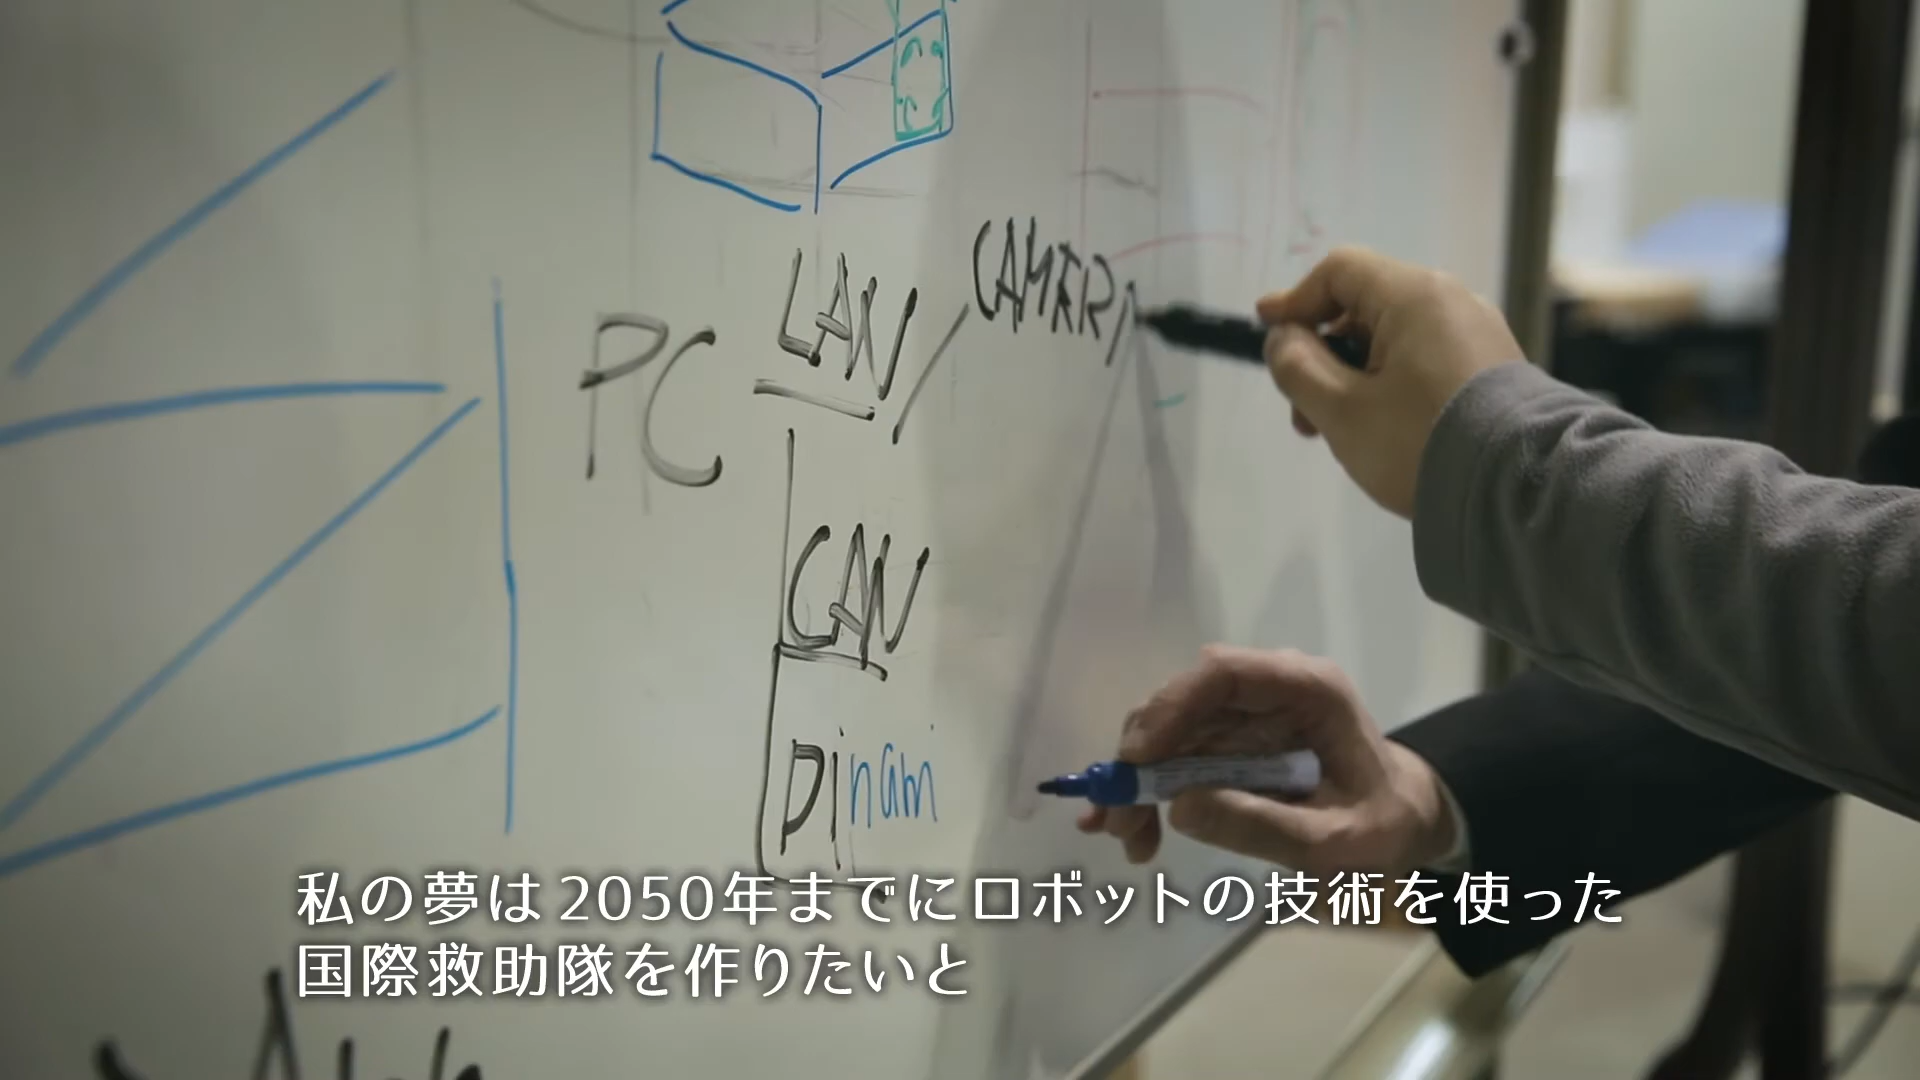 LAN
CAMERA
PC
CAN
Dinami
私の夢は2050年までにロボットの技術を使った
国際救助隊を作りたいと